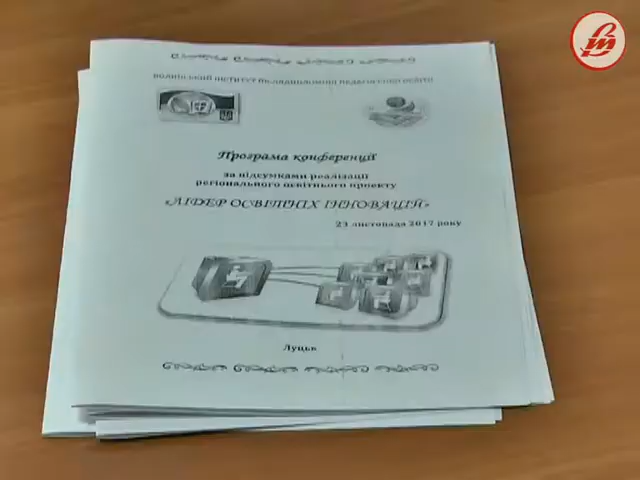 ВОЛИНСЬКИЙ ІНСТИТУТ ПІСЛЯДИПЛОМНОЇ ПЕДАГОГІЧНОЇ ОСВІТИ
Програма конференції
за підсумками реалізації
регіонального освітнього проекту
«ЛІДЕР ОСВІТНІХ ІННОВАЦІЙ»
23 листопада 2017 року
Луцьк